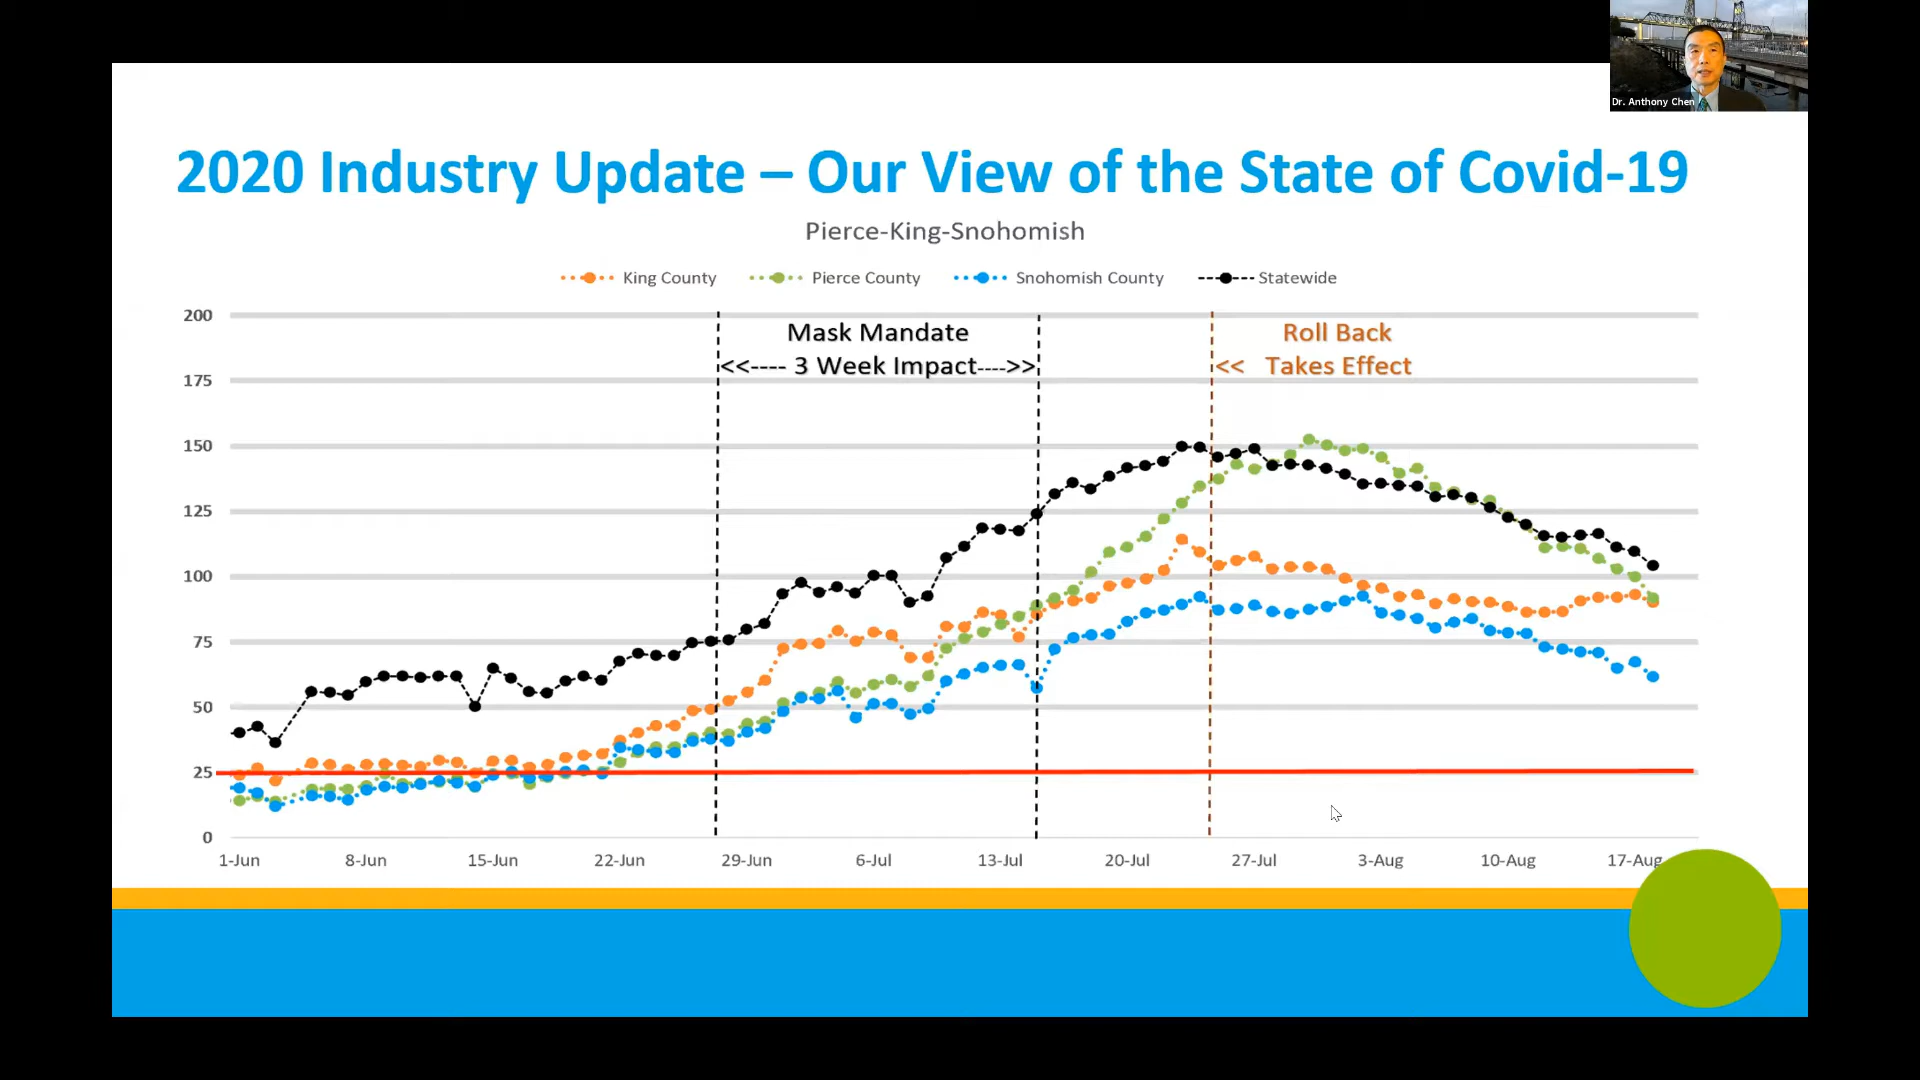 Dr. Anthony Chen
2020 Industry Update – Our View of the State of Covid-19
Pierce-King-Snohomish
King County Pierce County Snohomish County Statewide
200
Mask Mandate
<<---- 3 Week Impact---->>
Roll Back
<< Takes Effect
175
150
125
100
75
50
25
0
1-Jun 8-Jun 15-Jun 22-Jun 29-Jun 6-Jul 13-Jul 20-Jul 27-Jul 3-Aug 10-Aug 17-Aug